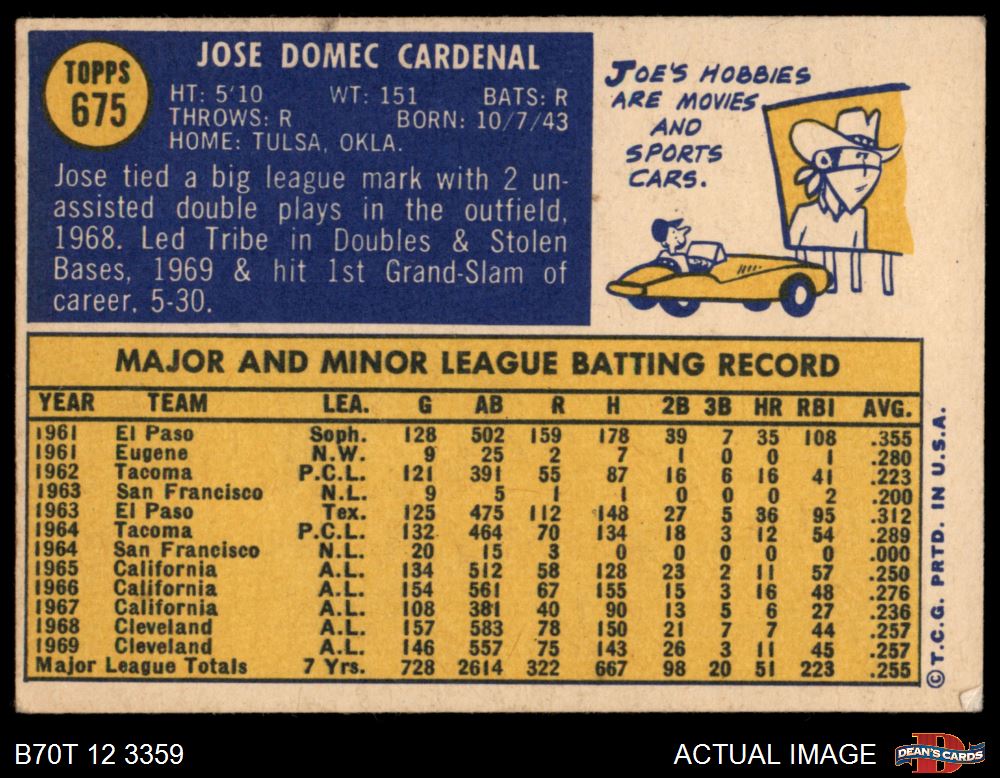 TOPPS
675
JOSE DOMEC CARDENAL
HT: 5'10 WT: 151 BATS: R
THROWS: R BORN: 10/7/43
HOME: TULSA, OKLA.
Jose tied a big league mark with 2 un-
assisted double plays in the outfield,
1968. Led Tribe in Doubles & Stolen
Bases, 1969 & hit 1st Grand-Slam of
career, 5-30.
JOE'S HOBBIES
ARE MOVIES
AND
SPORTS
CARS.
MAJOR AND MINOR LEAGUE BATTING RECORD
YEAR TEAM LEA. G AB R H 2B 3B HR RBI AVG.
1961 El Paso Soph. 128 502 159 178 39 7 35 108 .355
1961 Eugene N.W. 9 25 2 7 1 0 0 1 .280
1962 Tacoma P.C.L. 121 391 55 87 16 6 16 41 .223
1963 San Francisco N.L. 9 5 1 1 0 0 0 2 .200
1963 El Paso Tex. 125 475 112 148 27 5 36 95 .312
1964 Tacoma P.C.L. 132 464 70 134 18 3 12 54 .289
1964 San Francisco N.L. 20 15 3 0 0 0 0 0 .000
1965 California A.L. 134 512 58 128 23 2 11 57 .250
1966 California A.L. 154 561 67 155 15 3 16 48 .276
1967 California A.L. 108 381 40 90 13 5 6 27 .236
1968 Cleveland A.L. 157 583 78 150 21 7 7 44 .257
1969 Cleveland A.L. 146 557 75 143 26 3 11 45 .257
Major League Totals 7 Yrs. 728 2614 322 667 98 20 51 223 .255
©T.C.G. PRTD. IN U.S.A.
B70T 12 3359
ACTUAL IMAGE
DEAN'S CARDS